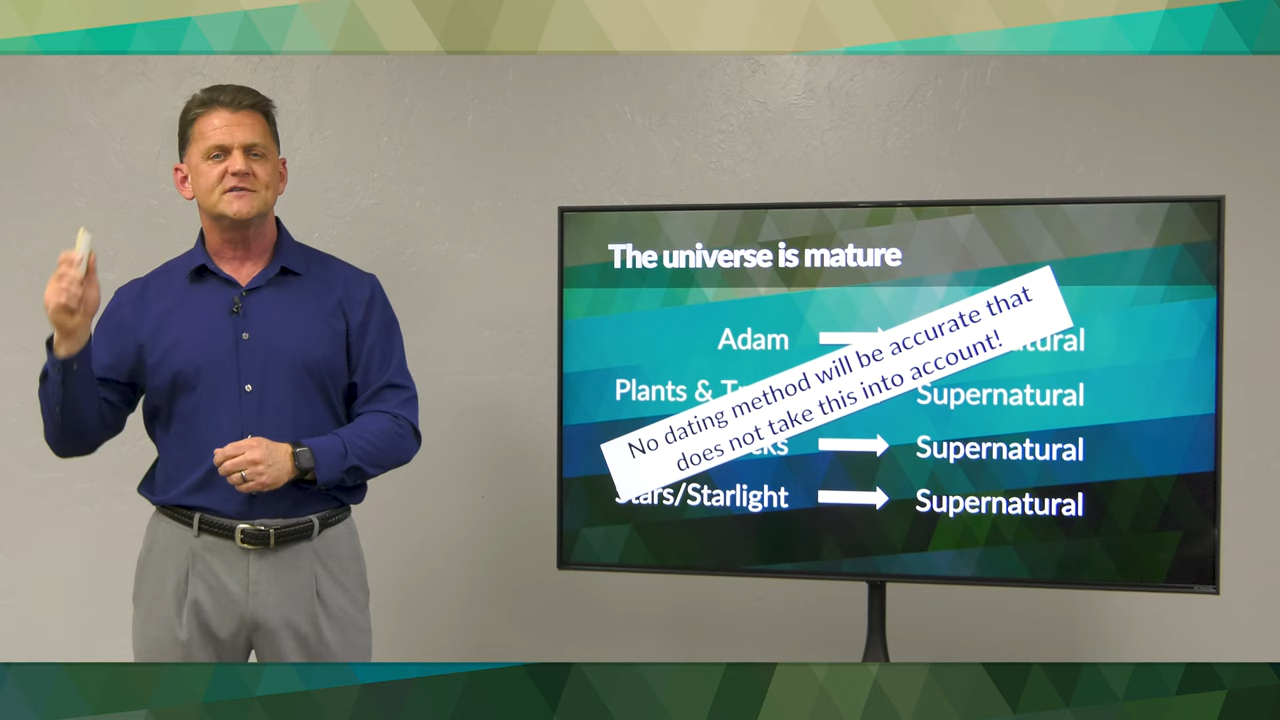 The universe is mature
No dating method will be accurate that
does not take this into account!
Adam
Plants &
Supernatural
Supernatural
Stars/Starlight Supernatural